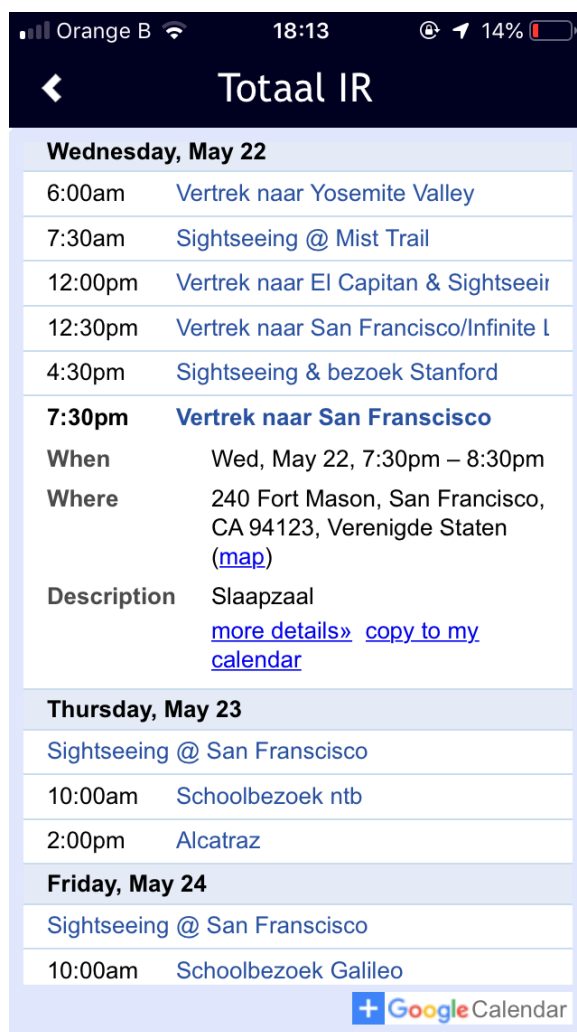 Orange B 18:13 14%
Totaal IR
Wednesday, May 22
6:00am Vertrek naar Yosemite Valley
7:30am Sightseeing @ Mist Trail
12:00pm Vertrek naar El Capitan & Sightseein
12:30pm Vertrek naar San Francisco/Infinite L
4:30pm Sightseeing & bezoek Stanford
7:30pm Vertrek naar San Franscisco
When Wed, May 22, 7:30pm – 8:30pm
Where 240 Fort Mason, San Francisco,
CA 94123, Verenigde Staten
(map)
Description Slaapzaal
more details» copy to my
calendar
Thursday, May 23
Sightseeing @ San Franscisco
10:00am Schoolbezoek ntb
2:00pm Alcatraz
Friday, May 24
Sightseeing @ San Franscisco
10:00am Schoolbezoek Galileo
+ Google Calendar